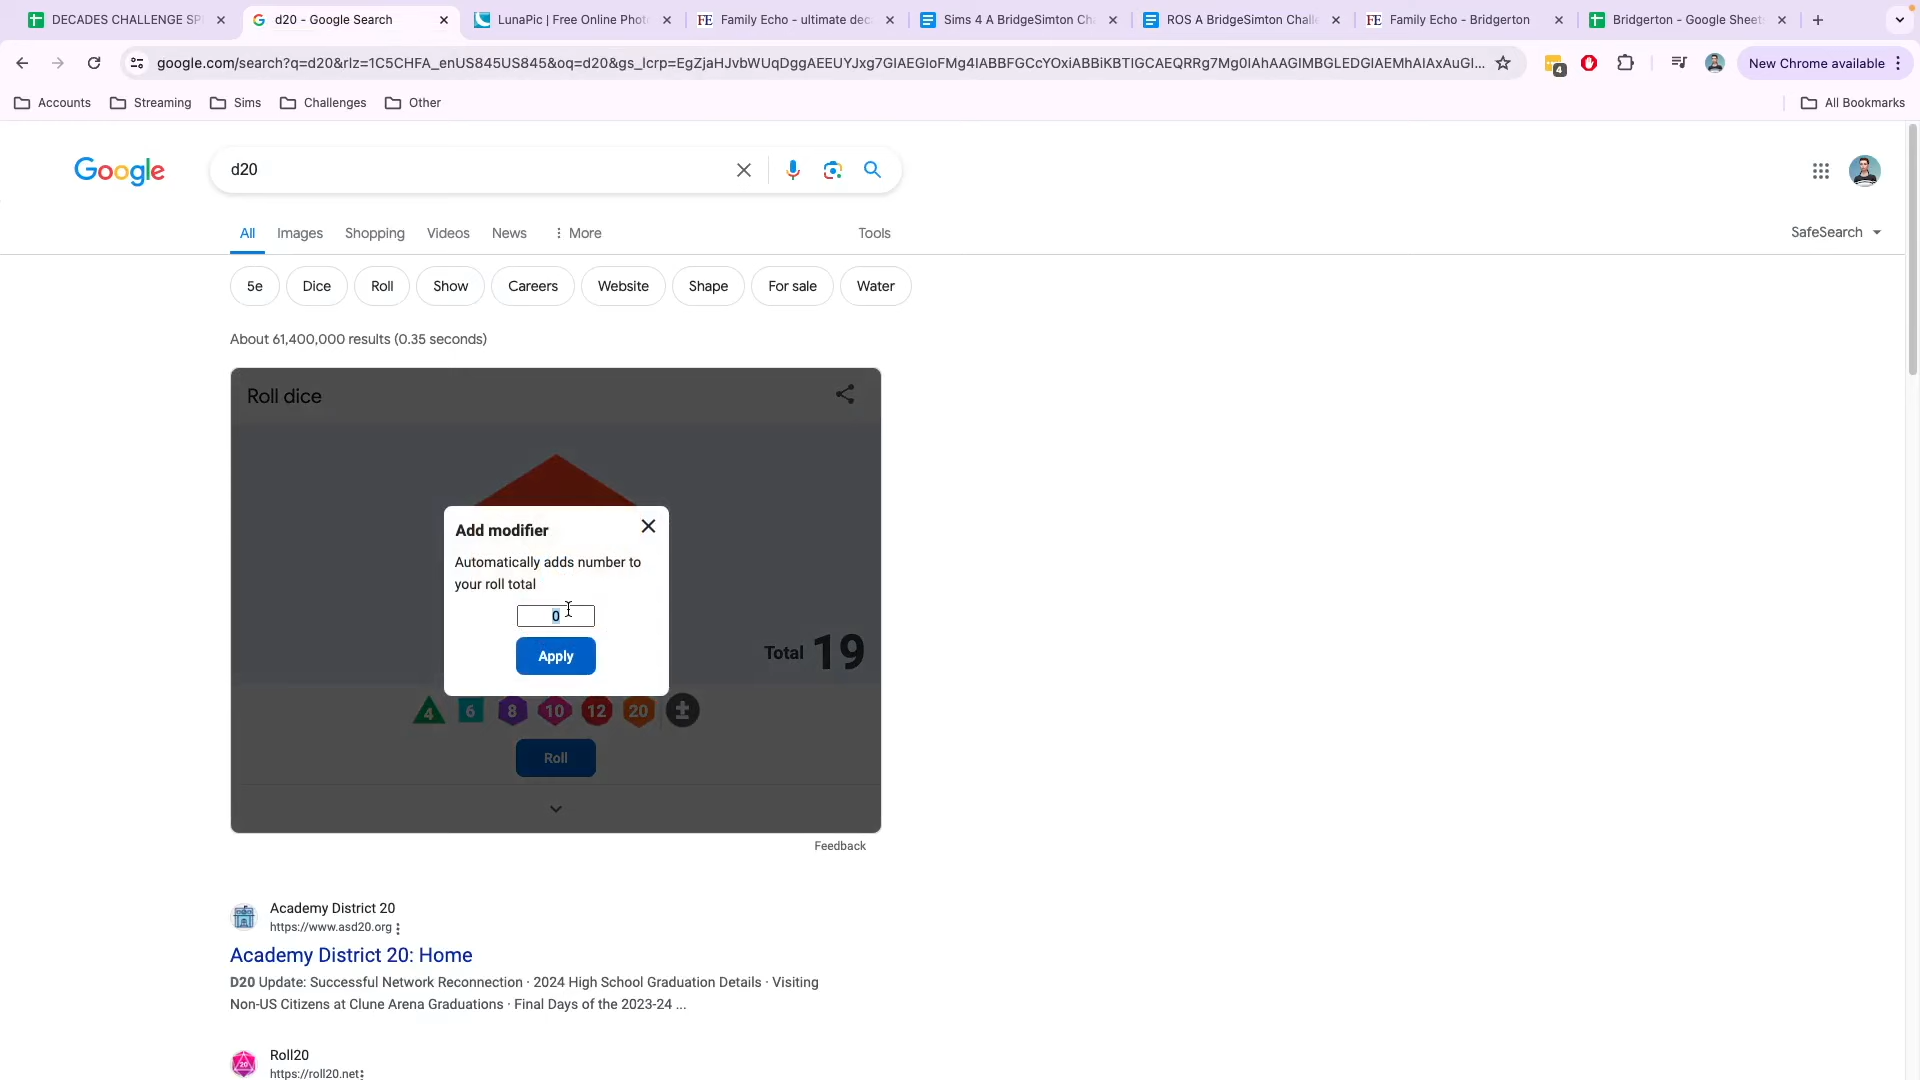 DECADES CHALLENGE SP
d20 - Google Search
LunaPic | Free Online Phot
FE Family Echo - ultimate dec
Sims 4 A BridgeSimton Ch
ROS A BridgeSimton Challe
FE Family Echo - Bridgerton
Bridgerton - Google Sheet
google.com/search?q=d20&rlz=1C5CHFA_enUS845US845&oq=d20&gs_lcrp=EgZjaHJvbWUqDggAEEUYJxg7GIAEGIoFMg4IABBFGCcYOxiABBiKBTIGCAEQRRg7Mg0IAhAAGIMBGLEDGIAEMhAIAxAuGI...
4
New Chrome available
Accounts
Streaming
Sims
Challenges
Other
All Bookmarks
Google
d20
All
Images
Shopping
Videos
News
More
Tools
SafeSearch
5e
Dice
Roll
Show
Careers
Website
Shape
For sale
Water
About 61,400,000 results (0.35 seconds)
Roll dice
Add modifier
Automatically adds number to
your roll total
0
Apply
Total 19
4 6 8 10 12 20 ±
Roll
Feedback
Academy District 20
https://www.asd20.org
Academy District 20: Home
D20 Update: Successful Network Reconnection · 2024 High School Graduation Details · Visiting
Non-US Citizens at Clune Arena Graduations · Final Days of the 2023-24 ...
Roll20
https://roll20.net